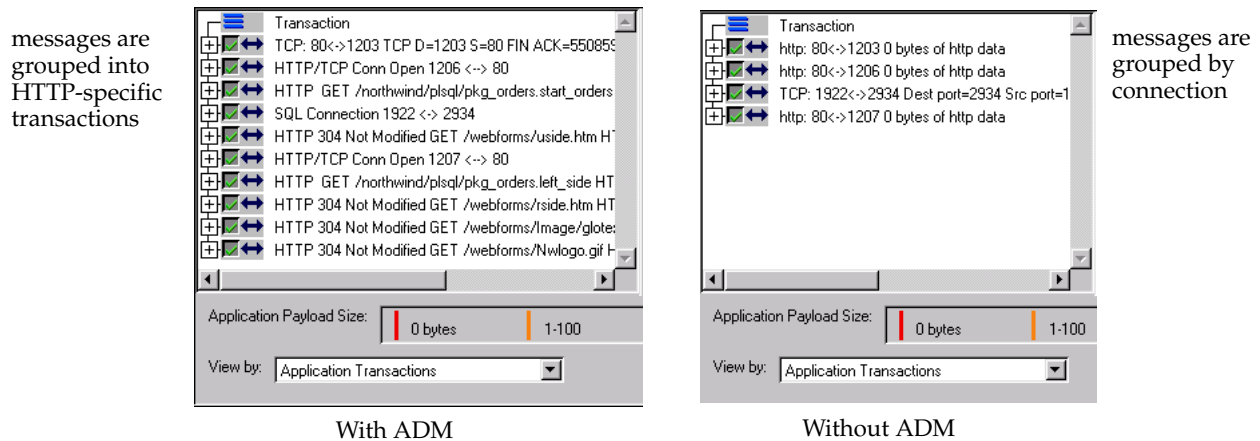 messages are
grouped into
HTTP-specific
transactions
Transaction
TCP: 80<->1203 TCP D=1203 S=80 FIN ACK=55085
HTTP/TCP Conn Open 1206 <--> 80
HTTP GET /northwind/plsql/pkg_orders.start_orders
SQL Connection 1922 <-> 2934
HTTP 304 Not Modified GET /webforms/uside.htm
HTTP/TCP Conn Open 1207 <--> 80
HTTP GET /northwind/plsql/pkg_orders.left_side HT
HTTP 304 Not Modified GET /webforms/rside.htm HT
HTTP 304 Not Modified GET /webforms/Image/glote
HTTP 304 Not Modified GET /webforms/Nwlogo.gif
Application Payload Size:
0 bytes
1-100
View by:
Application Transactions
With ADM
Transaction
http: 80<->1203 0 bytes of http data
http: 80<->1206 0 bytes of http data
TCP: 1922<->2934 Dest port=2934 Src port=1
http: 80<->1207 0 bytes of http data
Application Payload Size:
0 bytes
1-100
View by:
Application Transactions
Without ADM
messages are
grouped by
connection